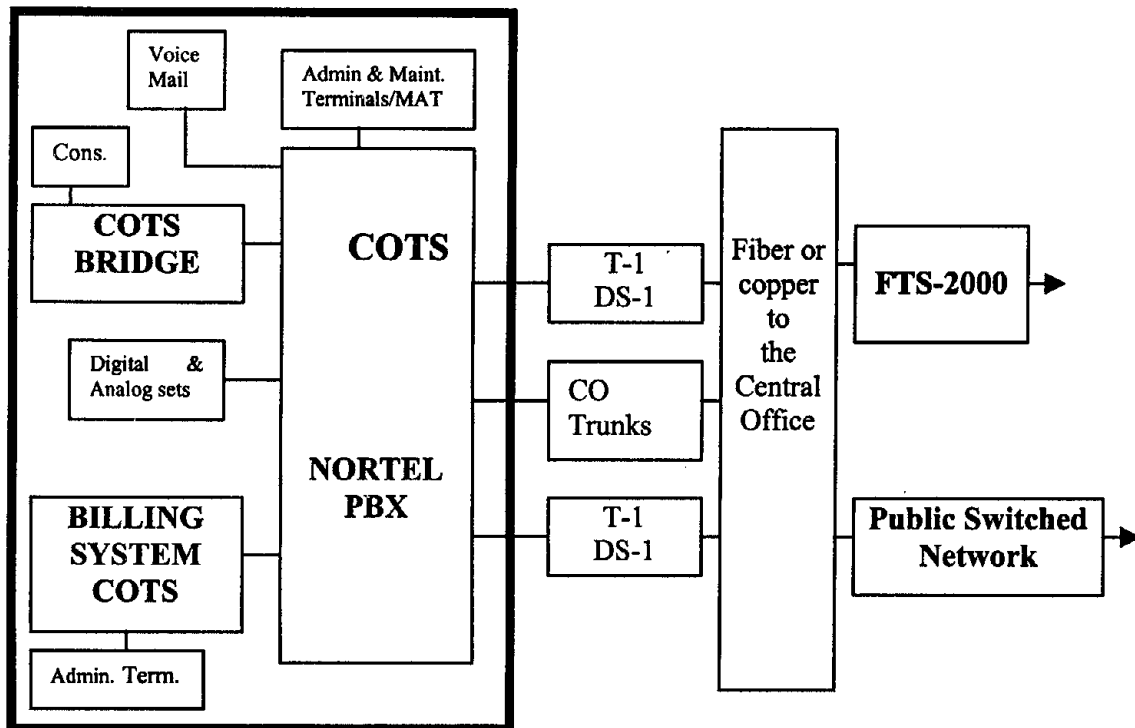 Voice
Mail
Admin & Maint.
Terminals/MAT
Cons.
COTS
BRIDGE
COTS
Digital &
Analog sets
NORTEL
PBX
BILLING
SYSTEM
COTS
Admin. Term.
T-1
DS-1
CO
Trunks
T-1
DS-1
Fiber or
copper
to
the
Central
Office
FTS-2000
Public Switched
Network